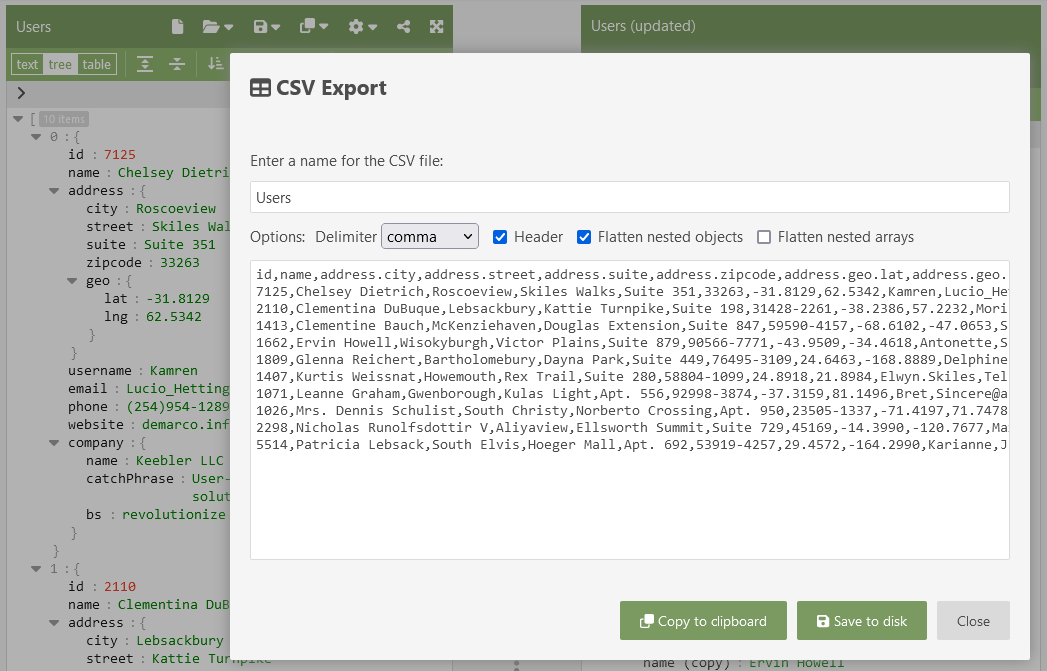 Users
Users (updated)
text tree table
CSV Export
Enter a name for the CSV file:
Users
Options: Delimiter comma Header Flatten nested objects Flatten nested arrays
id,name,address.city,address.street,address.suite,address.zipcode,address.geo.lat,address.geo.
7125,Chelsey Dietrich,Roscoeview,Skiles Walks,Suite 351,33263,-31.8129,62.5342,Kamren,Lucio_He
2110,Clementina DuBuque,Lebsackbury,Kattie Turnpike,Suite 198,31428-2261,-38.2386,57.2232,Mori
1413,Clementine Bauch,McKenziehaven,Douglas Extension,Suite 847,59590-4157,-68.6102,-47.0653,S
1662,Ervin Howell,Wisokyburgh,Victor Plains,Suite 879,90566-7771,-43.9509,-34.4618,Antonette,S
1809,Glenna Reichert,Bartholomebury,Dayna Park,Suite 449,76495-3109,24.6463,-168.8889,Delphine
1407,Kurtis Weissnat,Howemouth,Rex Trail,Suite 280,58804-1099,24.8918,21.8984,Elwyn.Skiles,Tel
1071,Leanne Graham,Gwenborough,Kulas Light,Apt. 556,92998-3874,-37.3159,81.1496,Bret,Sincere@a
1026,Mrs. Dennis Schulist,South Christy,Norberto Crossing,Apt. 950,23505-1337,-71.4197,71.7478
2298,Nicholas Runolfsdottir V,Aliyaview,Ellsworth Summit,Suite 729,45169,-14.3990,-120.7677,Ma
5514,Patricia Lebsack,South Elvis,Hoeger Mall,Apt. 692,53919-4257,29.4572,-164.2990,Karianne,J
Copy to clipboard
Save to disk
Close
[ 10 items
0 : {
id : 7125
name : Chelsey Dietri
address : {
city : Roscoeview
street : Skiles Wal
suite : Suite 351
zipcode : 33263
geo : {
lat : -31.8129
lng : 62.5342
}
}
username : Kamren
email : Lucio_Hetting
phone : (254)954-1289
website : demarco.inf
company : {
name : Keebler LLC
catchPhrase : User-
solut
bs : revolutionize
}
}
1 : {
id : 2110
name : Clementina DuB
address : {
city : Lebsackbury
street : Kattie Turnpike
name (copy) : Ervin Howell